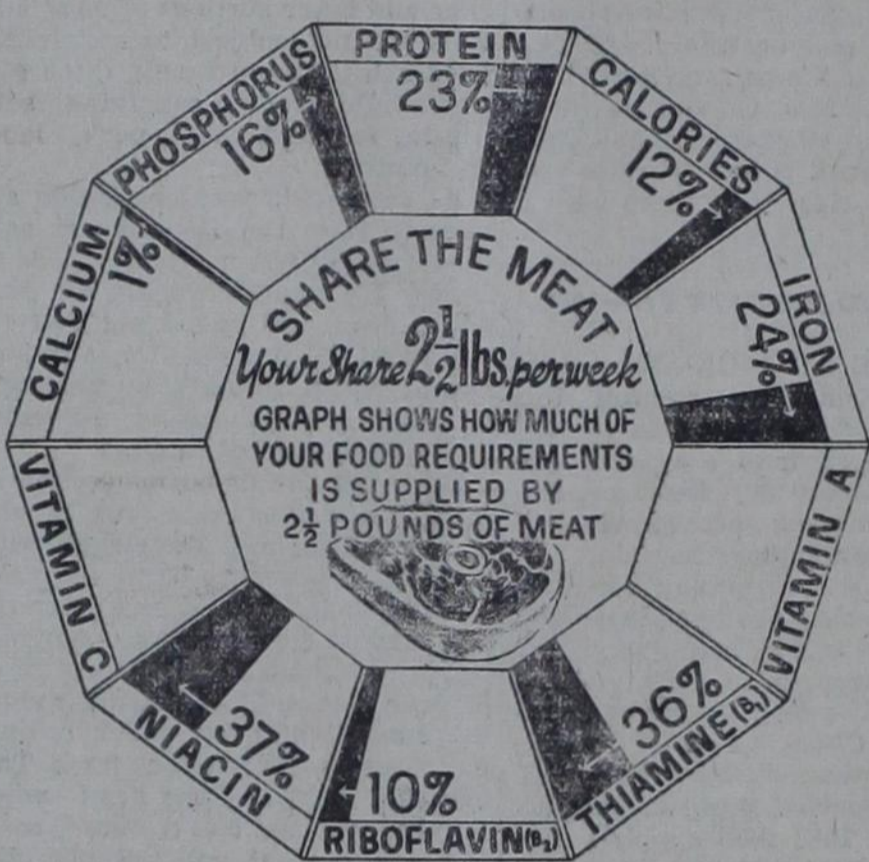 PROTEIN
23%
CALORIES
12%
IRON
24%
VITAMIN A
THIAMINE (B₁)
36%
RIBOFLAVIN (B₂)
10%
NIACIN
37%
VITAMIN C
CALCIUM
1%
PHOSPHORUS
16%
SHARE THE MEAT
Your Share 2½ lbs. per week
GRAPH SHOWS HOW MUCH OF
YOUR FOOD REQUIREMENTS
IS SUPPLIED BY
2½ POUNDS OF MEAT